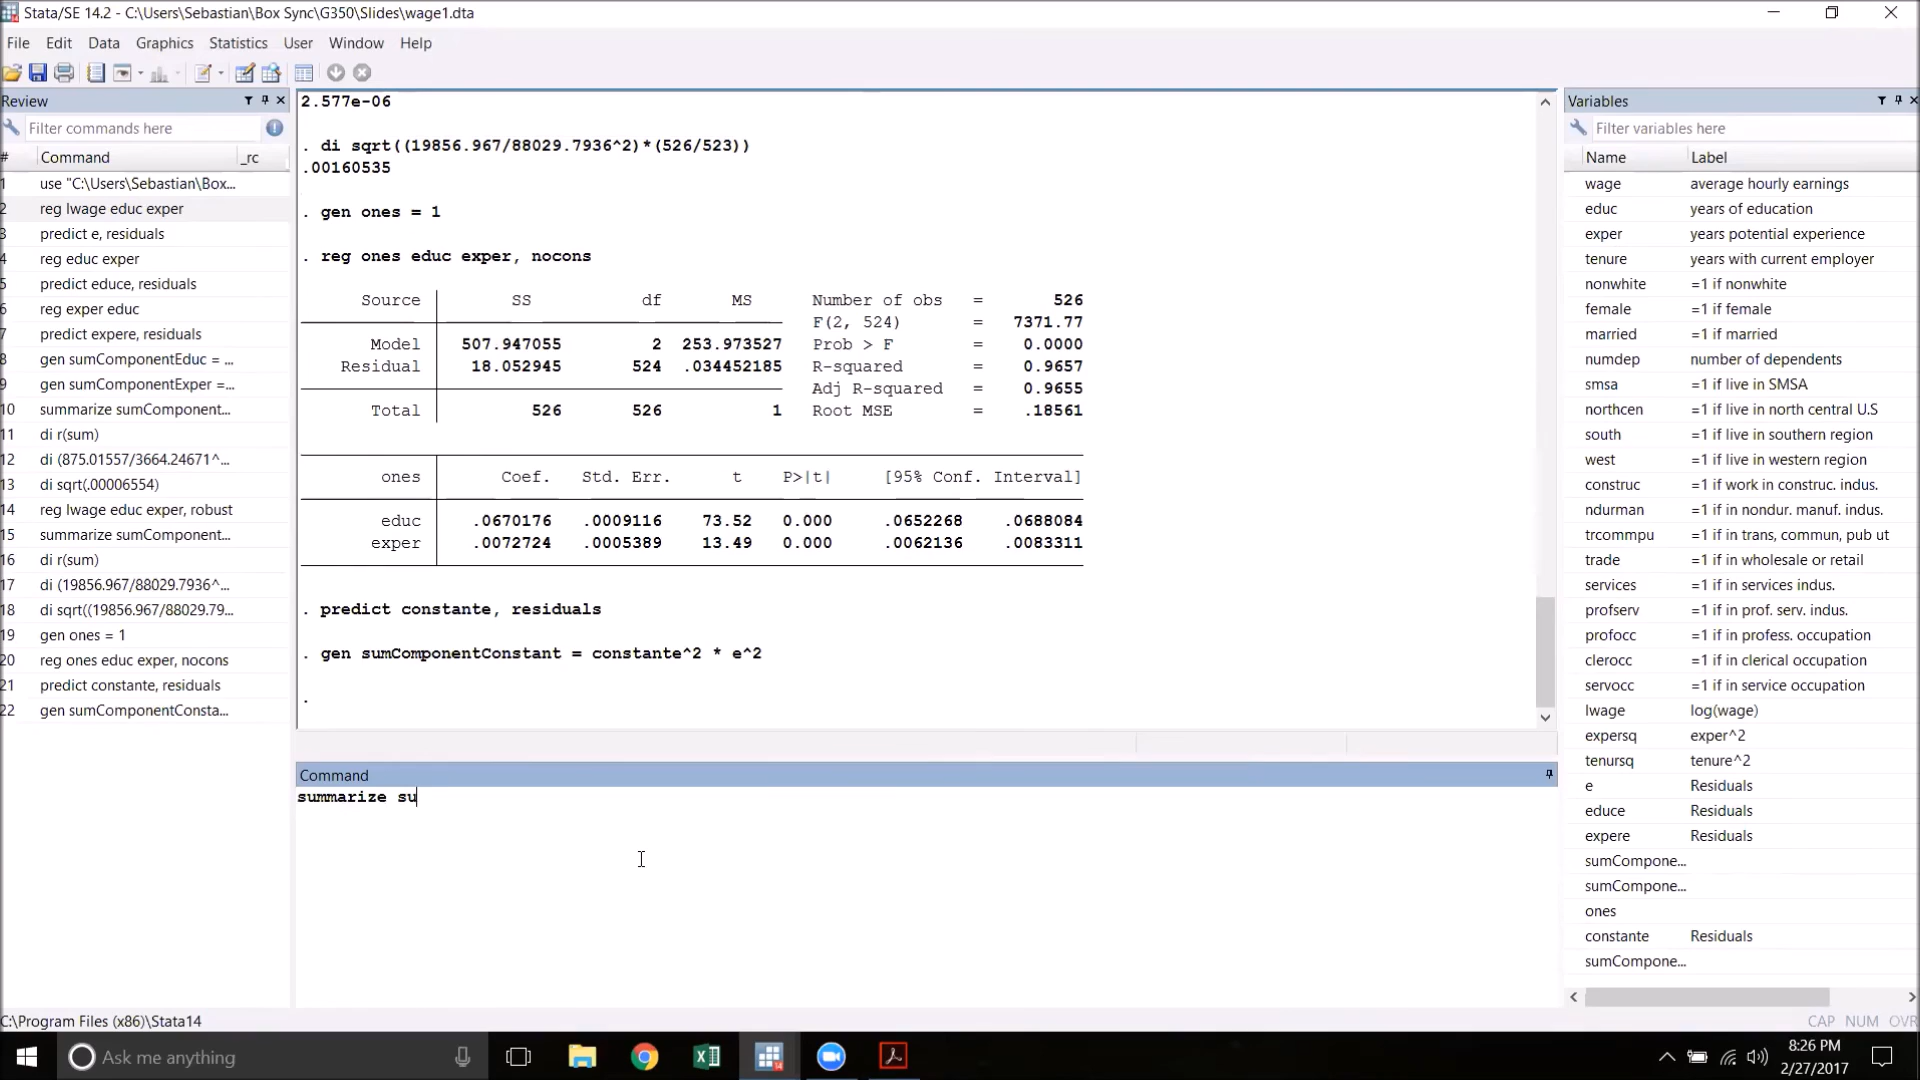 Stata/SE 14.2 - C:\Users\Sebastian\Box Sync\G350\Slides\wage1.dta
File Edit Data Graphics Statistics User Window Help
Review
Filter commands here
# Command _rc
1 use "C:\Users\Sebastian\Box...
2 reg lwage educ exper
3 predict e, residuals
4 reg educ exper
5 predict educe, residuals
6 reg exper educ
7 predict expere, residuals
8 gen sumComponentEduc = ...
9 gen sumComponentExper =...
10 summarize sumComponent...
11 di r(sum)
12 di (875.01557/3664.24671^...
13 di sqrt(.00006554)
14 reg lwage educ exper, robust
15 summarize sumComponent...
16 di r(sum)
17 di (19856.967/88029.7936^...
18 di sqrt((19856.967/88029.79...
19 gen ones = 1
20 reg ones educ exper, nocons
21 predict constante, residuals
22 gen sumComponentConsta...
2.577e-06
. di sqrt((19856.967/88029.7936^2)*(526/523))
.00160535
. gen ones = 1
. reg ones educ exper, nocons
Source SS df MS Number of obs = 526
F(2, 524) = 7371.77
Model 507.947055 2 253.973527 Prob > F = 0.0000
Residual 18.052945 524 .034452185 R-squared = 0.9657
Adj R-squared = 0.9655
Total 526 526 1 Root MSE = .18561
ones Coef. Std. Err. t P>|t| [95% Conf. Interval]
educ .0670176 .0009116 73.52 0.000 .0652268 .0688084
exper .0072724 .0005389 13.49 0.000 .0062136 .0083311
. predict constante, residuals
. gen sumComponentConstant = constante^2 * e^2
.
Command
summarize su
Variables
Filter variables here
Name Label
wage average hourly earnings
educ years of education
exper years potential experience
tenure years with current employer
nonwhite =1 if nonwhite
female =1 if female
married =1 if married
numdep number of dependents
smsa =1 if live in SMSA
northcen =1 if live in north central U.S
south =1 if live in southern region
west =1 if live in western region
construc =1 if work in construc. indus.
ndurman =1 if in nondur. manuf. indus.
trcommpu =1 if in trans, commun, pub ut
trade =1 if in wholesale or retail
services =1 if in services indus.
profserv =1 if in prof. serv. indus.
profocc =1 if in profess. occupation
clerocc =1 if in clerical occupation
servocc =1 if in service occupation
lwage log(wage)
expersq exper^2
tenursq tenure^2
e Residuals
educe Residuals
expere Residuals
sumCompone...
sumCompone...
ones
constante Residuals
sumCompone...
C:\Program Files (x86)\Stata14
CAP NUM OVR
Ask me anything
8:26 PM
2/27/2017